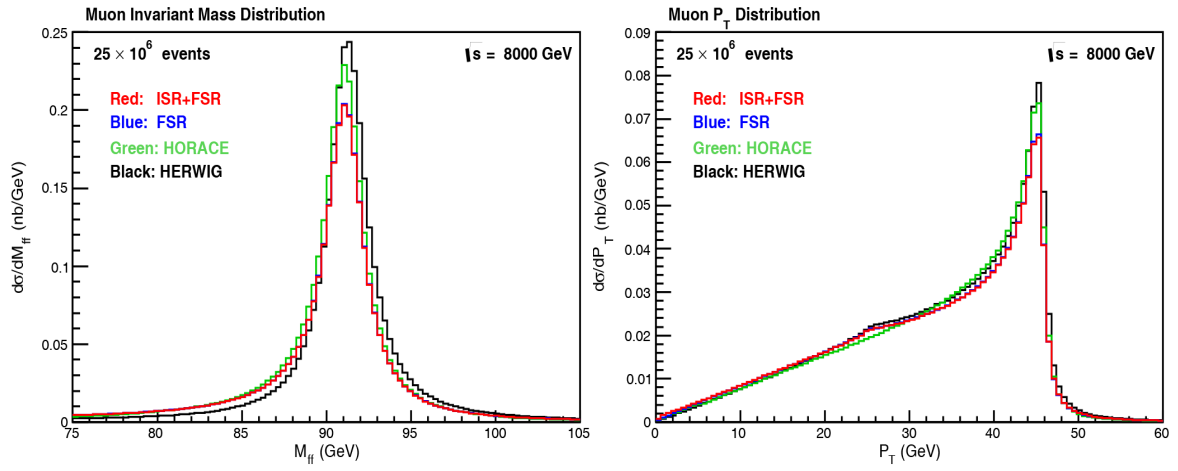 Muon Invariant Mass Distribution
25 × 10⁶ events
√s = 8000 GeV
Red: ISR+FSR
Blue: FSR
Green: HORACE
Black: HERWIG
dσ/dM_ff (nb/GeV)
0.25
0.2
0.15
0.1
0.05
0
75 80 85 90 95 100 105
M_ff (GeV)
Muon P_T Distribution
25 × 10⁶ events
√s = 8000 GeV
Red: ISR+FSR
Blue: FSR
Green: HORACE
Black: HERWIG
dσ/dP_T (nb/GeV)
0.09
0.08
0.07
0.06
0.05
0.04
0.03
0.02
0.01
0
0 10 20 30 40 50 60
P_T (GeV)